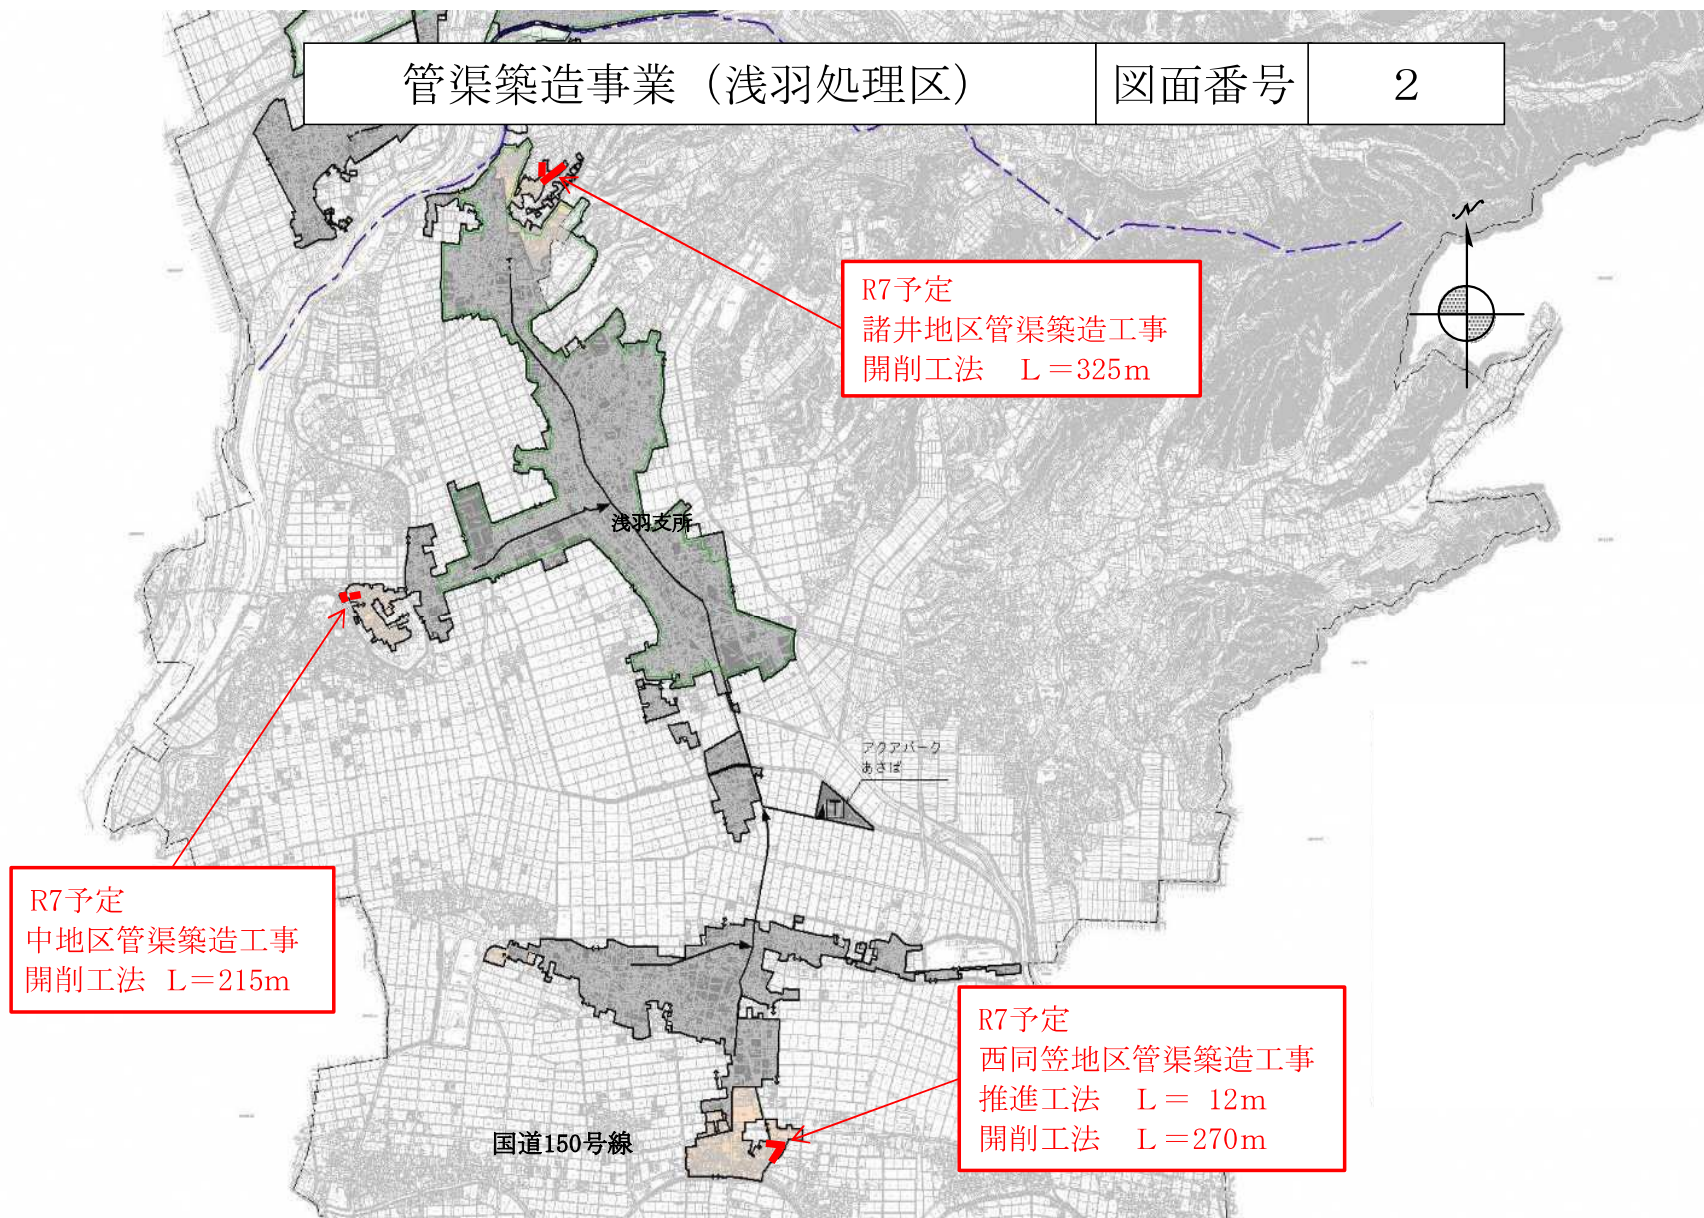 管渠築造事業（浅羽処理区）
図面番号
2
N
R7予定
諸井地区管渠築造工事
開削工法　L=325m
浅羽支所
アクアパーク
あさば
T
R7予定
中地区管渠築造工事
開削工法 L=215m
R7予定
西同笠地区管渠築造工事
推進工法　L= 12m
開削工法　L=270m
国道150号線